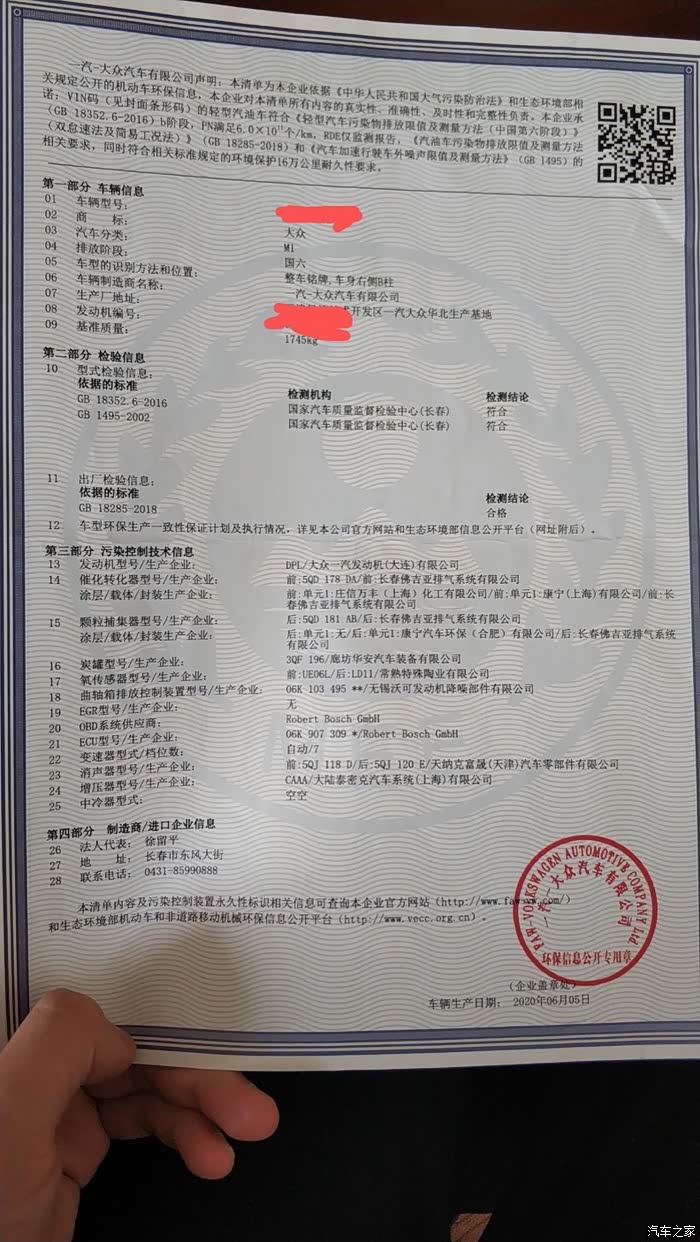 一汽-大众汽车有限公司声明：本清单为本企业依据《中华人民共和国大气污染防治法》和生态环境部相
关规定公开的机动车环保信息，本企业对本清单所有内容的真实性、准确性、及时性和完整性负责。本企业承
诺：VIN码（见封面条形码）的轻型汽油车符合《轻型汽车污染物排放限值及测量方法（中国第六阶段）》
（GB 18352.6-2016）b阶段，PN满足6.0×10¹¹个/km，RDE仅监测报告，《汽油车污染物排放限值及测量方法
（双怠速法及简易工况法）》（GB 18285-2018）和《汽车加速行驶车外噪声限值及测量方法》（GB 1495）的
相关要求，同时符合相关标准规定的环境保护16万公里耐久性要求。
第一部分 车辆信息
01 车辆型号：
02 商 标： 大众
03 汽车分类： M1
04 排放阶段： 国六
05 车型的识别方法和位置： 整车铭牌,车身右侧B柱
06 车辆制造商名称： 一汽-大众汽车有限公司
07 生产厂地址： 开发区一汽大众华北生产基地
08 发动机编号：
09 基准质量： 1745kg
第二部分 检验信息
10 型式检验信息：
依据的标准 检测机构 检测结论
GB 18352.6-2016 国家汽车质量监督检验中心(长春) 符合
GB 1495-2002 国家汽车质量监督检验中心(长春) 符合
11 出厂检验信息：
依据的标准 检测结论
GB 18285-2018 合格
12 车型环保生产一致性保证计划及执行情况，详见本公司官方网站和生态环境部信息公开平台（网址附后）。
第三部分 污染控制技术信息
13 发动机型号/生产企业： DPL/大众一汽发动机(大连)有限公司
14 催化转化器型号/生产企业： 前:5QD 178 DA/前:长春佛吉亚排气系统有限公司
涂层/载体/封装生产企业： 前:单元1:庄信万丰（上海）化工有限公司/前:单元1:康宁(上海)有限公司/前:长
春佛吉亚排气系统有限公司
15 颗粒捕集器型号/生产企业： 后:5QD 181 AB/后:长春佛吉亚排气系统有限公司
涂层/载体/封装生产企业： 后:单元1:无/后:单元1:康宁汽车环保（合肥）有限公司/后:长春佛吉亚排气系统
有限公司
16 炭罐型号/生产企业： 3QF 196/廊坊华安汽车装备有限公司
17 氧传感器型号/生产企业： 前:UE06L/后:LD11/常熟特殊陶业有限公司
18 曲轴箱排放控制装置型号/生产企业： 06K 103 495 **/无锡沃可发动机降噪部件有限公司
19 EGR型号/生产企业： 无
20 OBD系统供应商： Robert Bosch GmbH
21 ECU型号/生产企业： 06K 907 309 */Robert Bosch GmbH
22 变速器型式/档位数： 自动/7
23 消声器型号/生产企业： 前:5QJ 118 D/后:5QJ 120 E/天纳克富晟(天津)汽车零部件有限公司
24 增压器型号/生产企业： CAAA/大陆泰密克汽车系统(上海)有限公司
25 中冷器型式： 空空
第四部分 制造商/进口企业信息
26 法人代表： 徐留平
27 地 址： 长春市东风大街
28 联系电话： 0431-85990888
本清单内容及污染控制装置永久性标识相关信息可查询本企业官方网站（http://www.faw-vw.com/）
和生态环境部机动车和非道路移动机械环保信息公开平台（http://www.vecc.org.cn）。
FAW-VOLKSWAGEN AUTOMOTIVE COMPANY Ltd.
一汽-大众汽车有限公司
环保信息公开专用章
（企业盖章处）
车辆生产日期： 2020年06月05日
汽车之家